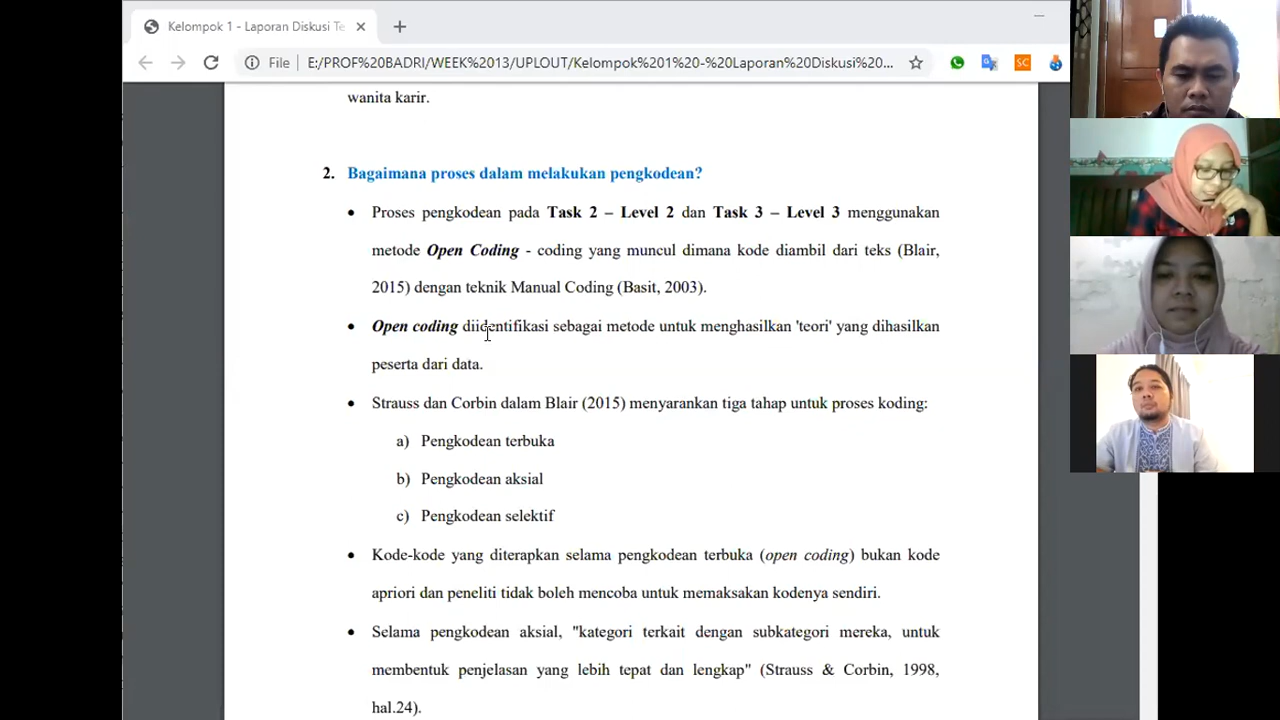 Kelompok 1 - Laporan Diskusi Te
File
E:/PROF%20BADRI/WEEK%2013/UPLOUT/Kelompok%201%20-%20Laporan%20Diskusi%20...
SC
wanita karir.
2. Bagaimana proses dalam melakukan pengkodean?
• Proses pengkodean pada Task 2 – Level 2 dan Task 3 – Level 3 menggunakan
metode Open Coding - coding yang muncul dimana kode diambil dari teks (Blair,
2015) dengan teknik Manual Coding (Basit, 2003).
• Open coding diidentifikasi sebagai metode untuk menghasilkan 'teori' yang dihasilkan
peserta dari data.
• Strauss dan Corbin dalam Blair (2015) menyarankan tiga tahap untuk proses koding:
a) Pengkodean terbuka
b) Pengkodean aksial
c) Pengkodean selektif
• Kode-kode yang diterapkan selama pengkodean terbuka (open coding) bukan kode
apriori dan peneliti tidak boleh mencoba untuk memaksakan kodenya sendiri.
• Selama pengkodean aksial, "kategori terkait dengan subkategori mereka, untuk
membentuk penjelasan yang lebih tepat dan lengkap" (Strauss & Corbin, 1998,
hal.24).